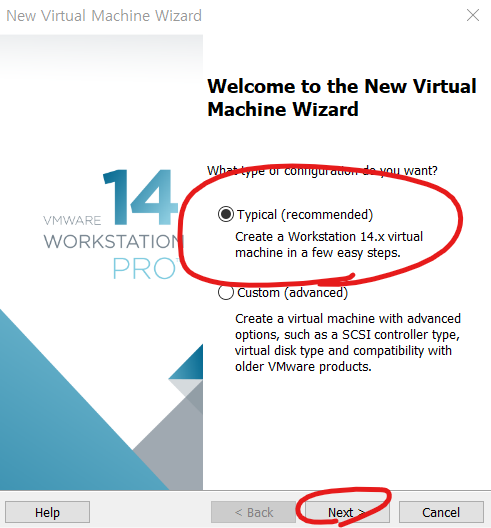 New Virtual Machine Wizard
14
VMWARE
WORKSTATION
PRO
Welcome to the New Virtual
Machine Wizard
What type of configuration do you want?
Typical (recommended)
Create a Workstation 14.x virtual
machine in a few easy steps.
Custom (advanced)
Create a virtual machine with advanced
options, such as a SCSI controller type,
virtual disk type and compatibility with
older VMware products.
Help
< Back
Next >
Cancel